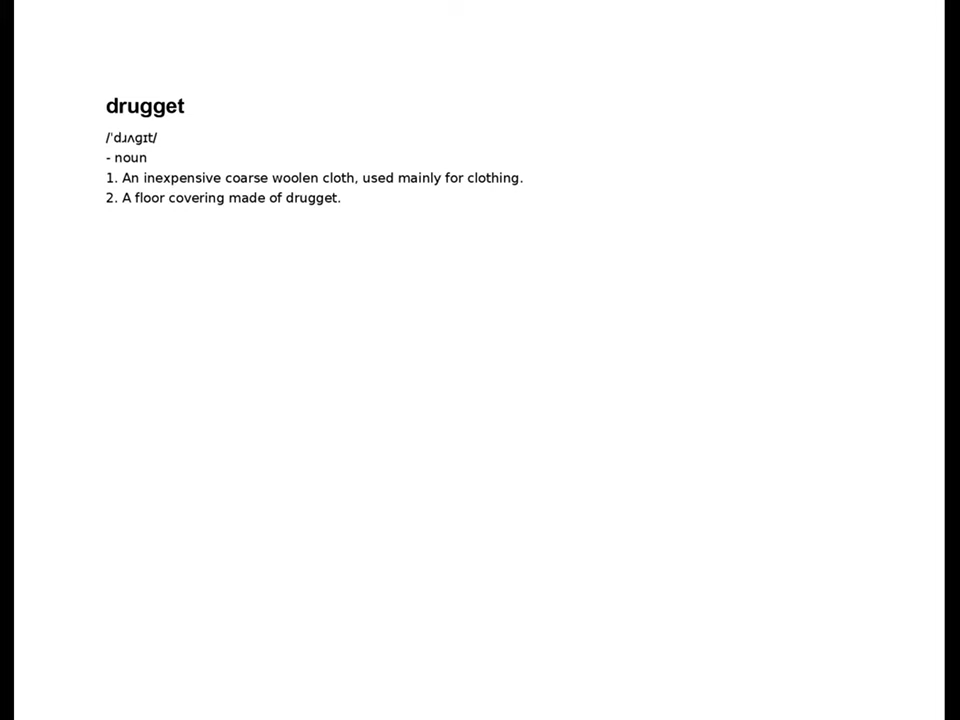 drugget
/ˈdɹʌɡɪt/
- noun
1. An inexpensive coarse woolen cloth, used mainly for clothing.
2. A floor covering made of drugget.